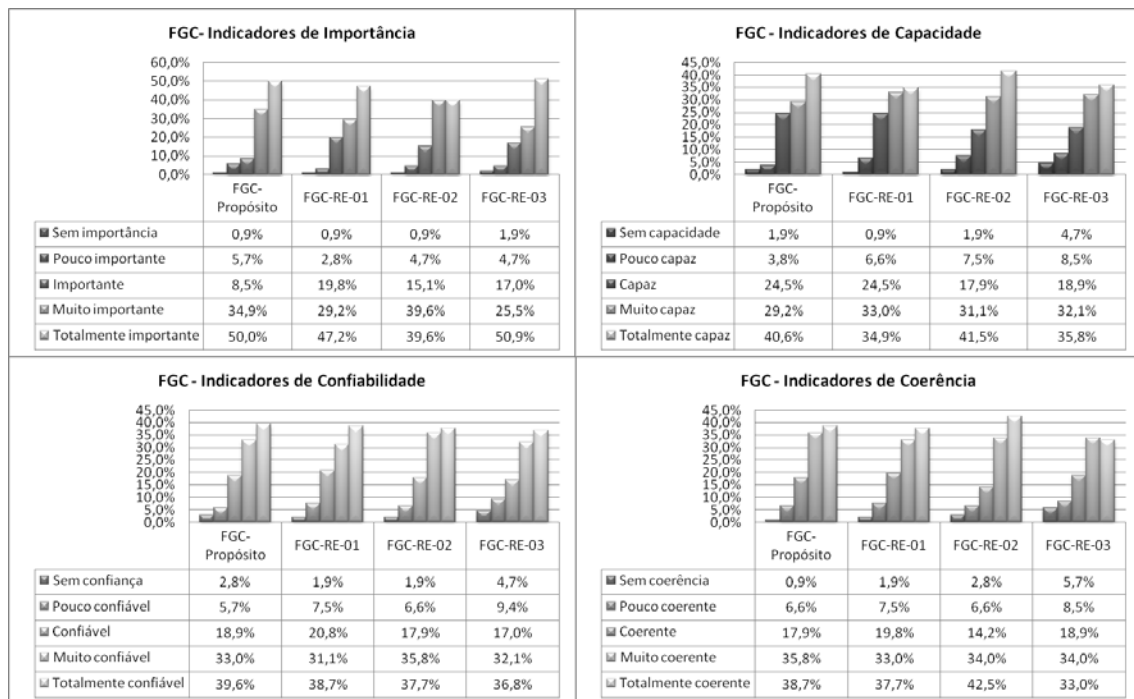 FGC- Indicadores de Importância
60,0%
50,0%
40,0%
30,0%
20,0%
10,0%
0,0%
FGC-Propósito FGC-RE-01 FGC-RE-02 FGC-RE-03
Sem importância 0,9% 0,9% 0,9% 1,9%
Pouco importante 5,7% 2,8% 4,7% 4,7%
Importante 8,5% 19,8% 15,1% 17,0%
Muito importante 34,9% 29,2% 39,6% 25,5%
Totalmente importante 50,0% 47,2% 39,6% 50,9%
FGC - Indicadores de Capacidade
45,0%
40,0%
35,0%
30,0%
25,0%
20,0%
15,0%
10,0%
5,0%
0,0%
FGC-Propósito FGC-RE-01 FGC-RE-02 FGC-RE-03
Sem capacidade 1,9% 0,9% 1,9% 4,7%
Pouco capaz 3,8% 6,6% 7,5% 8,5%
Capaz 24,5% 24,5% 17,9% 18,9%
Muito capaz 29,2% 33,0% 31,1% 32,1%
Totalmente capaz 40,6% 34,9% 41,5% 35,8%
FGC - Indicadores de Confiabilidade
45,0%
40,0%
35,0%
30,0%
25,0%
20,0%
15,0%
10,0%
5,0%
0,0%
FGC-Propósito FGC-RE-01 FGC-RE-02 FGC-RE-03
Sem confiança 2,8% 1,9% 1,9% 4,7%
Pouco confiável 5,7% 7,5% 6,6% 9,4%
Confiável 18,9% 20,8% 17,9% 17,0%
Muito confiável 33,0% 31,1% 35,8% 32,1%
Totalmente confiável 39,6% 38,7% 37,7% 36,8%
FGC - Indicadores de Coerência
45,0%
40,0%
35,0%
30,0%
25,0%
20,0%
15,0%
10,0%
5,0%
0,0%
FGC-Propósito FGC-RE-01 FGC-RE-02 FGC-RE-03
Sem coerência 0,9% 1,9% 2,8% 5,7%
Pouco coerente 6,6% 7,5% 6,6% 8,5%
Coerente 17,9% 19,8% 14,2% 18,9%
Muito coerente 35,8% 33,0% 34,0% 34,0%
Totalmente coerente 38,7% 37,7% 42,5% 33,0%